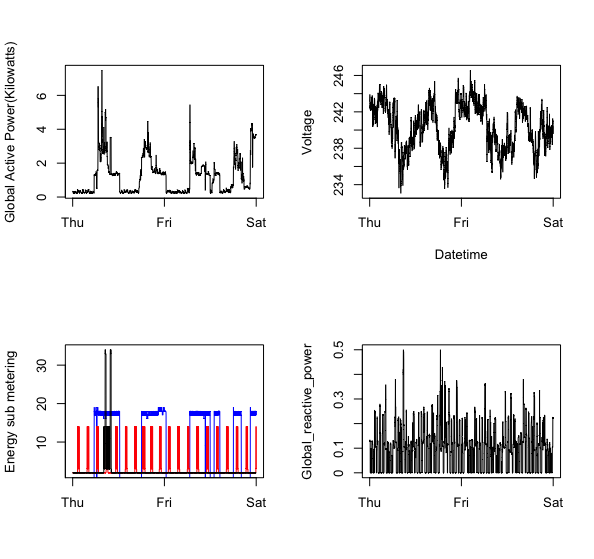 Global Active Power(Kilowatts)
6
4
2
0
Thu Fri Sat
Voltage
246
242
238
234
Thu Fri Sat
Datetime
Energy sub metering
30
20
10
Thu Fri Sat
Global_reactive_power
0.5
0.3
0.1
0
Thu Fri Sat